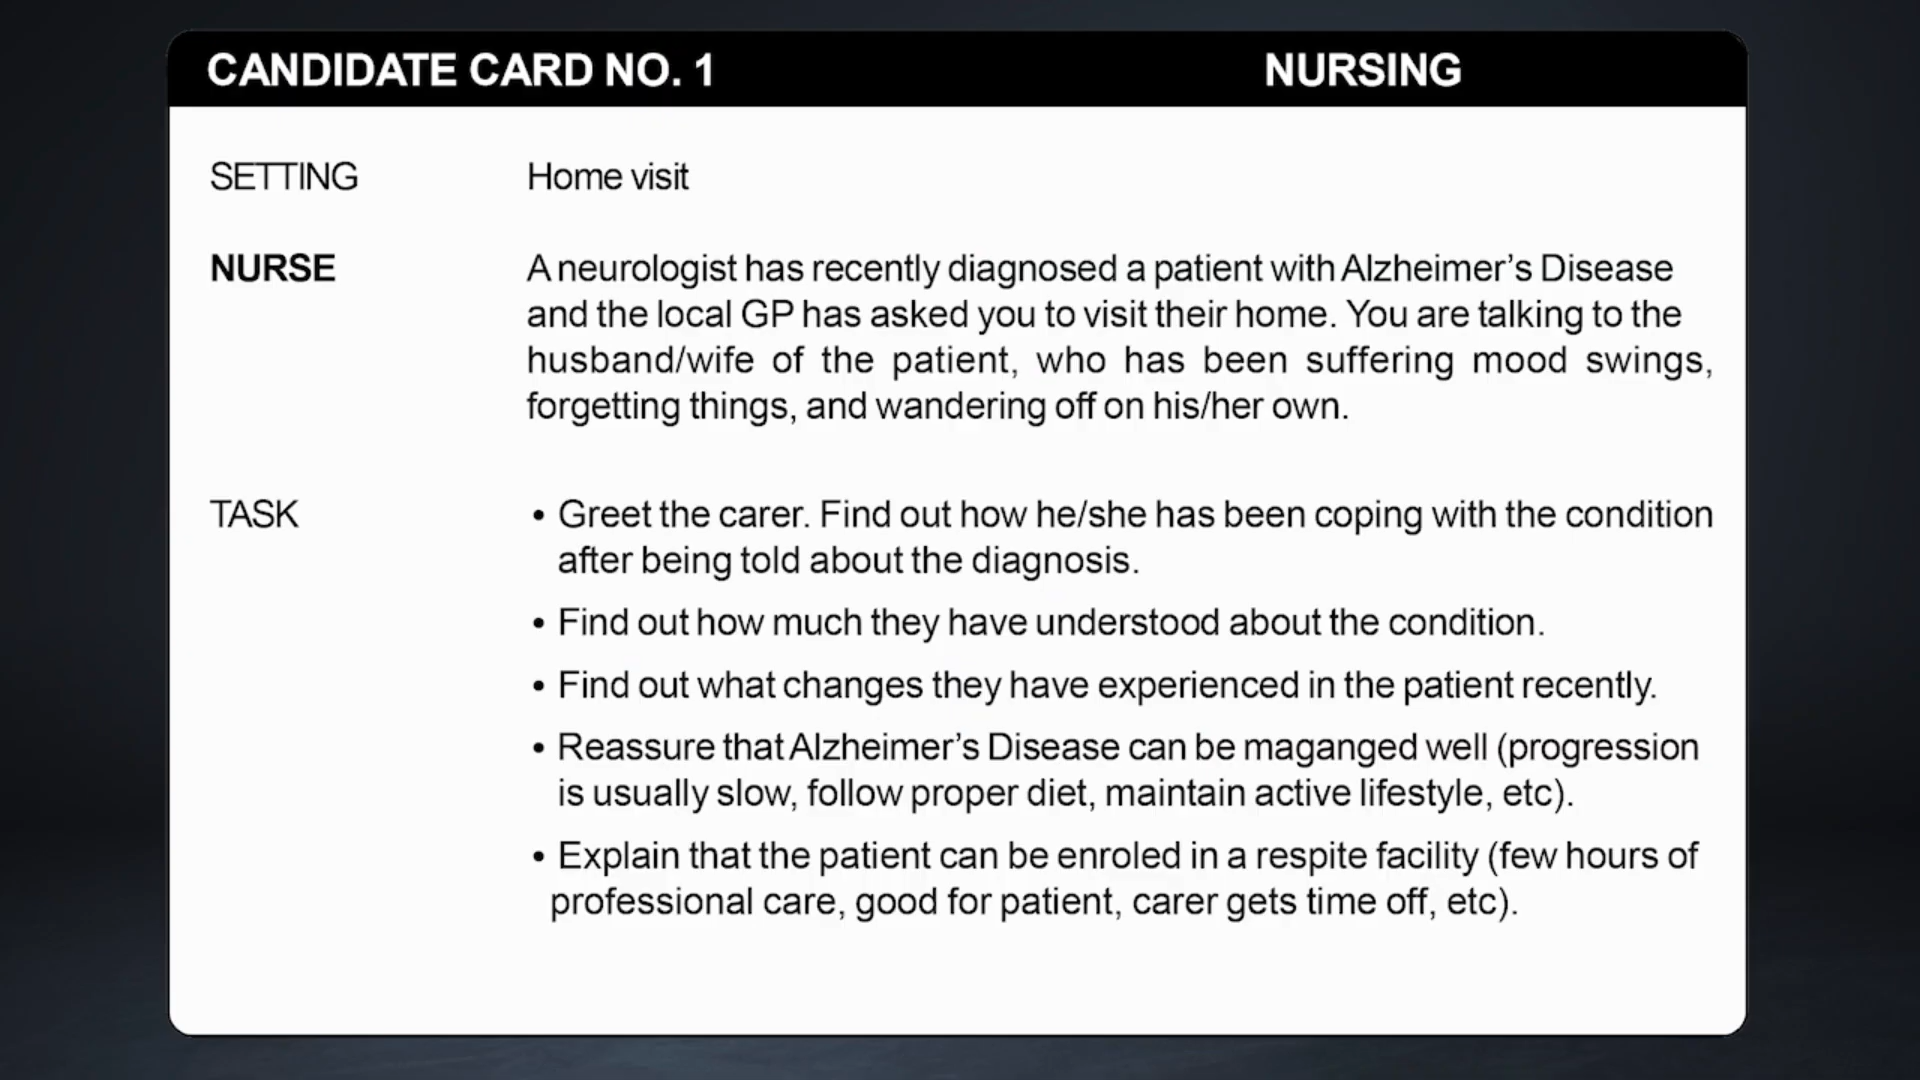 CANDIDATE CARD NO. 1 NURSING
SETTING Home visit
NURSE A neurologist has recently diagnosed a patient with Alzheimer's Disease
and the local GP has asked you to visit their home. You are talking to the
husband/wife of the patient, who has been suffering mood swings,
forgetting things, and wandering off on his/her own.
TASK • Greet the carer. Find out how he/she has been coping with the condition
after being told about the diagnosis.
• Find out how much they have understood about the condition.
• Find out what changes they have experienced in the patient recently.
• Reassure that Alzheimer's Disease can be maganged well (progression
is usually slow, follow proper diet, maintain active lifestyle, etc).
• Explain that the patient can be enroled in a respite facility (few hours of
professional care, good for patient, carer gets time off, etc).